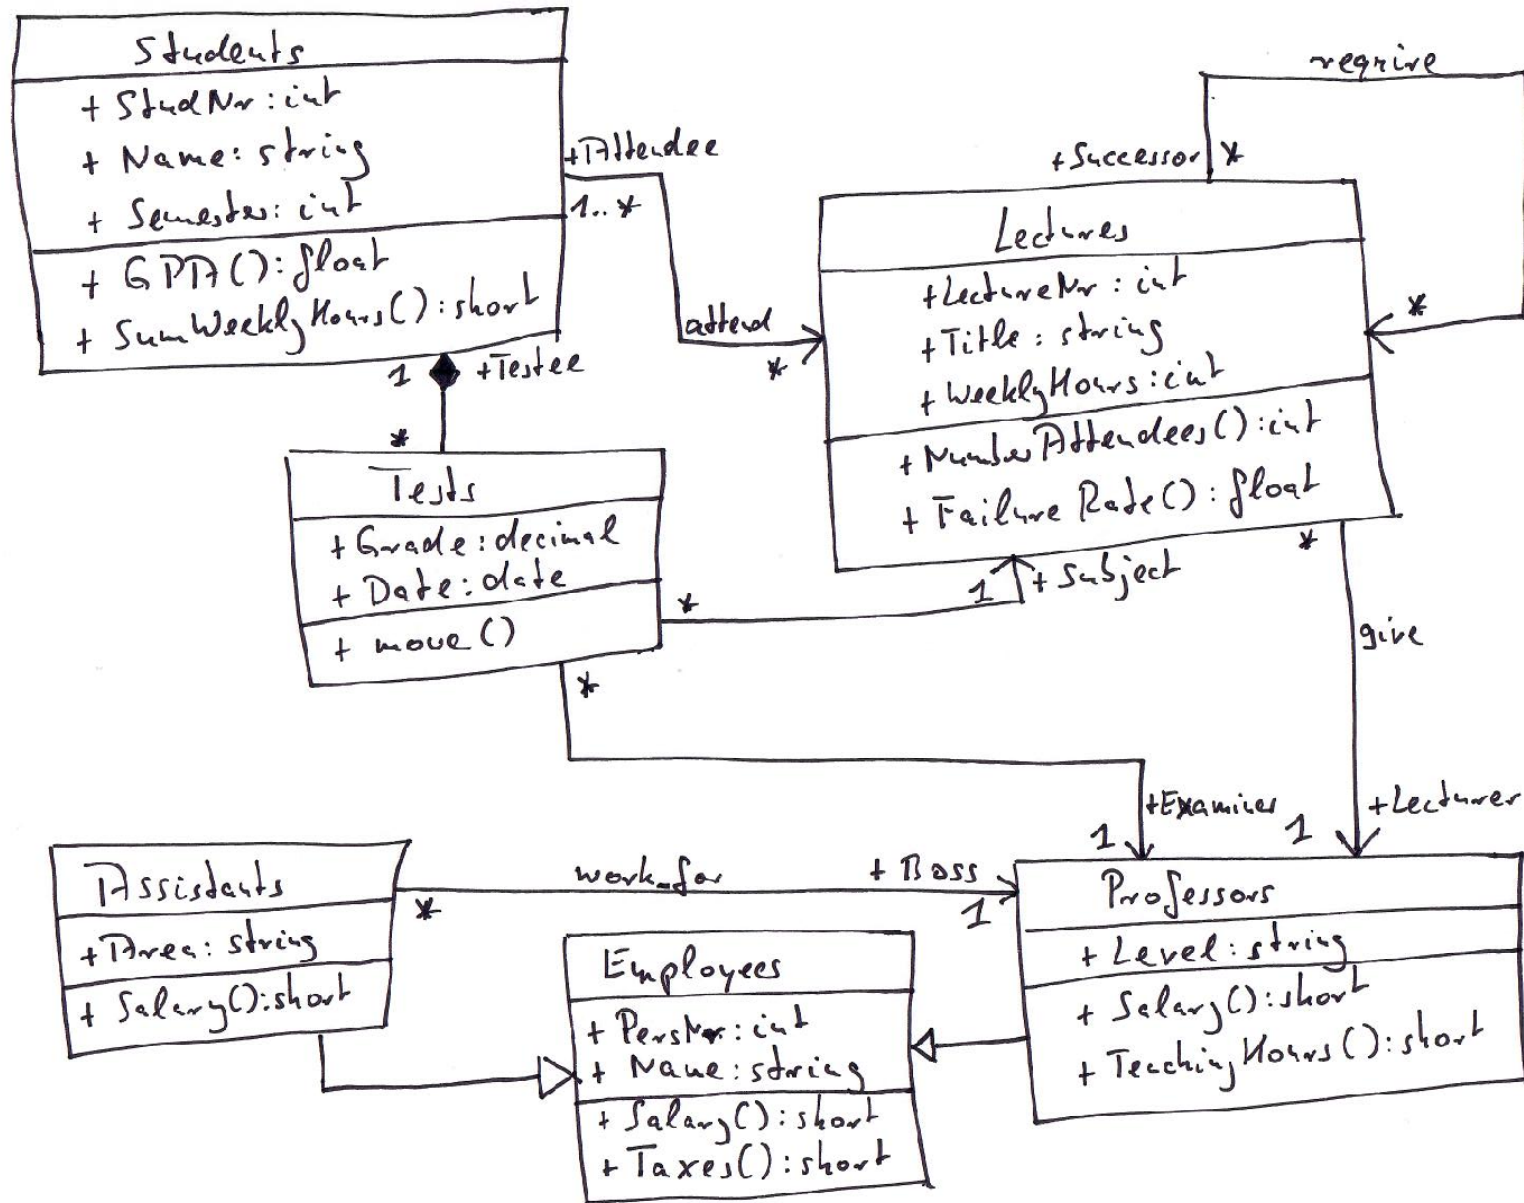 Students
+ StudNr : int
+ Name : string
+ Semester : int
+ GPA() : float
+ SumWeeklyHours() : short
+Attendee
1..*
attend
*
require
+Successor
*
*
Lectures
+LectureNr : int
+Title : string
+WeeklyHours : int
+NumberAttendees() : int
+ FailureRate() : float
1
+Testee
*
Tests
+Grade : decimal
+ Date : date
+ move()
*
1
+ Subject
*
give
*
+Examiner
1
1
+Lecturer
Assistants
+Area : string
+ Salary() : short
*
work_for
+ Boss
1
Professors
+ Level : string
+ Salary() : short
+ TeachingHours() : short
Employees
+ PersNr : int
+ Name : string
+ Salary() : short
+ Taxes() : short